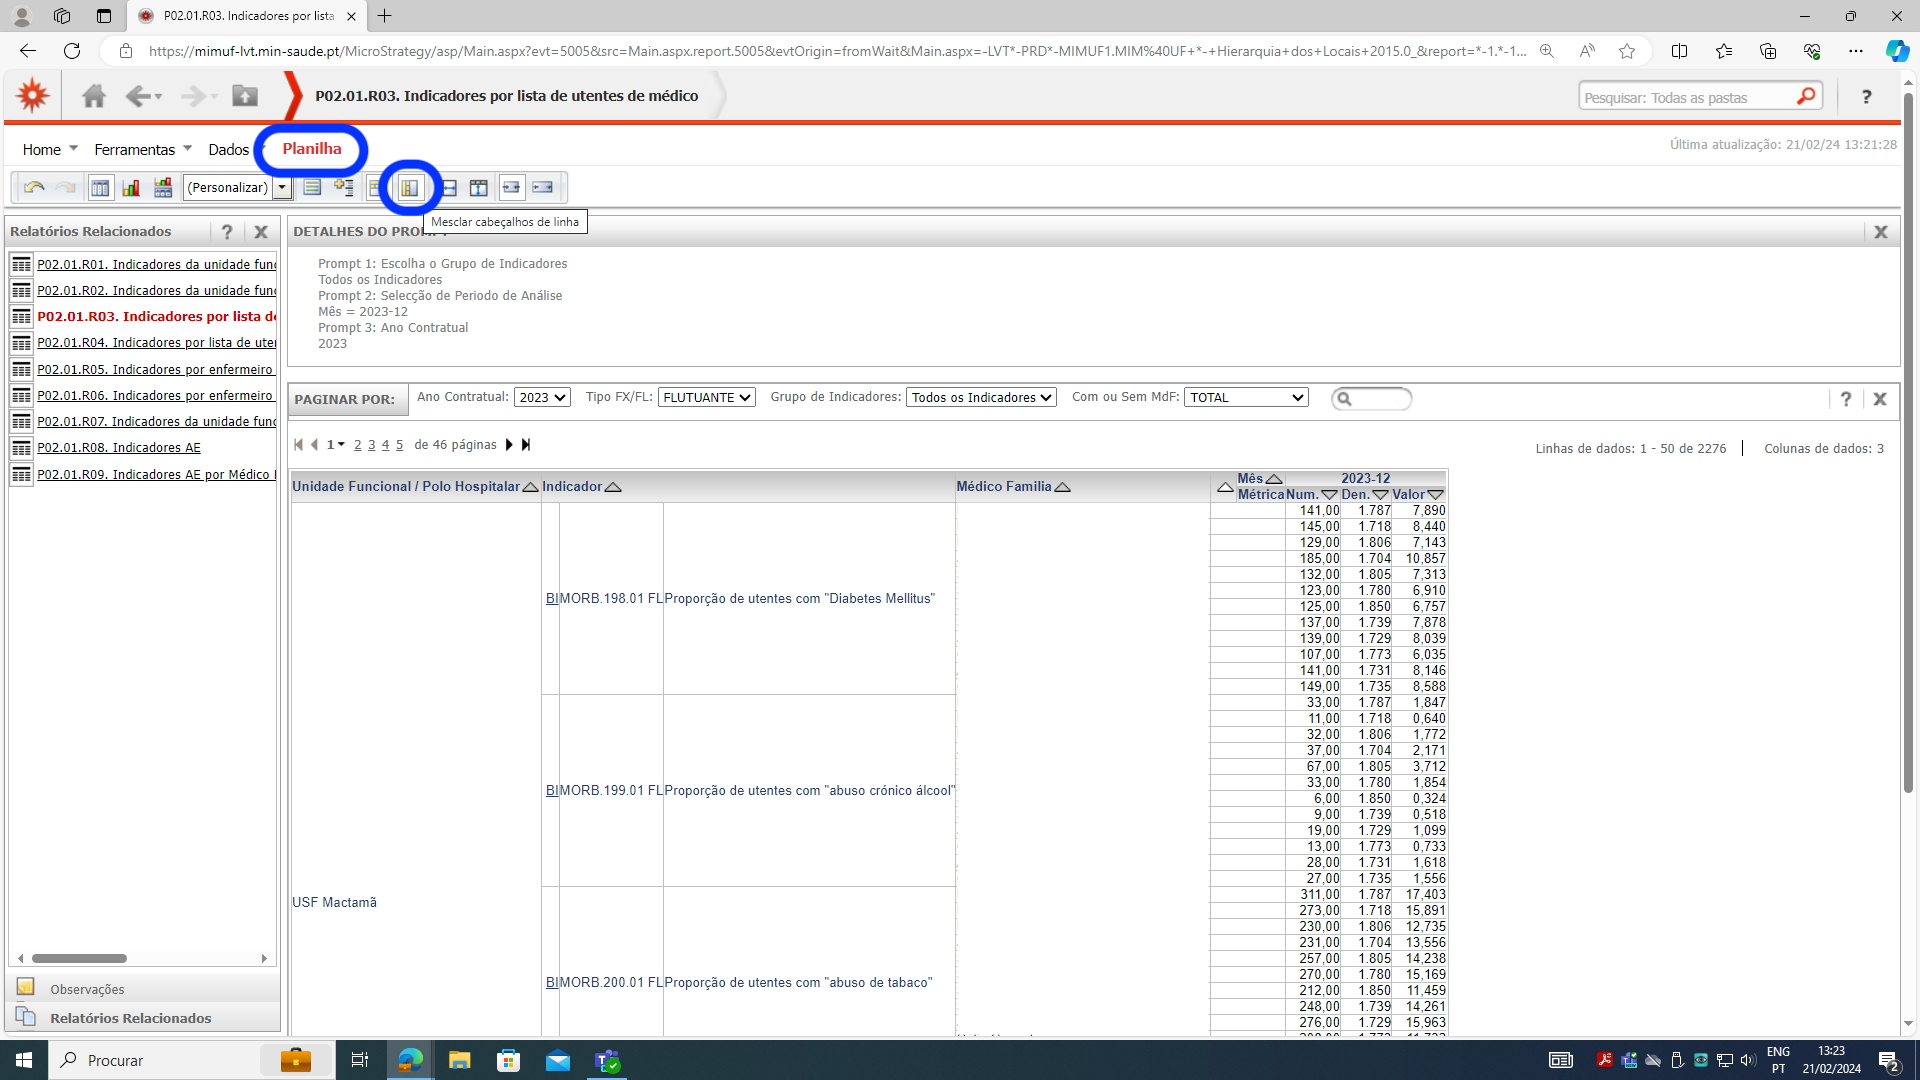 P02.01.R03. Indicadores por lista
https://mimuf-lvt.min-saude.pt/MicroStrategy/asp/Main.aspx?evt=5005&src=Main.aspx.report.5005&evtOrigin=fromWait&Main.aspx=-LVT*-PRD*-MIMUF1.MIM%40UF+*-+Hierarquia+dos+Locais+2015.0_&report=*-1.*-1...
P02.01.R03. Indicadores por lista de utentes de médico
Pesquisar: Todas as pastas
?
Home Ferramentas Dados Planilha
Última atualização: 21/02/24 13:21:28
(Personalizar)
Mesclar cabeçalhos de linha
Relatórios Relacionados ?
P02.01.R01. Indicadores da unidade fun
P02.01.R02. Indicadores da unidade fun
P02.01.R03. Indicadores por lista d
P02.01.R04. Indicadores por lista de uter
P02.01.R05. Indicadores por enfermeiro
P02.01.R06. Indicadores por enfermeiro
P02.01.R07. Indicadores da unidade fun
P02.01.R08. Indicadores AE
P02.01.R09. Indicadores AE por Médico
Observações
Relatórios Relacionados
DETALHES DO PROMPT
Prompt 1: Escolha o Grupo de Indicadores
Todos os Indicadores
Prompt 2: Selecção de Periodo de Análise
Mês = 2023-12
Prompt 3: Ano Contratual
2023
PAGINAR POR: Ano Contratual: 2023 Tipo FX/FL: FLUTUANTE Grupo de Indicadores: Todos os Indicadores Com ou Sem MdF: TOTAL ?
1 2 3 4 5 de 46 páginas
Linhas de dados: 1 - 50 de 2276 Colunas de dados: 3
Unidade Funcional / Polo Hospitalar Indicador Médico Familia Mês 2023-12
Métrica Num. Den. Valor
141,00 1.787 7,890
145,00 1.718 8,440
129,00 1.806 7,143
185,00 1.704 10,857
132,00 1.805 7,313
123,00 1.780 6,910
BI MORB.198.01 FL Proporção de utentes com "Diabetes Mellitus"
125,00 1.850 6,757
137,00 1.739 7,878
139,00 1.729 8,039
107,00 1.773 6,035
141,00 1.731 8,146
149,00 1.735 8,588
33,00 1.787 1,847
11,00 1.718 0,640
32,00 1.806 1,772
37,00 1.704 2,171
67,00 1.805 3,712
33,00 1.780 1,854
BI MORB.199.01 FL Proporção de utentes com "abuso crónico álcool"
6,00 1.850 0,324
9,00 1.739 0,518
19,00 1.729 1,099
13,00 1.773 0,733
28,00 1.731 1,618
27,00 1.735 1,556
311,00 1.787 17,403
USF Mactamã
273,00 1.718 15,891
230,00 1.806 12,735
231,00 1.704 13,556
257,00 1.805 14,238
270,00 1.780 15,169
BI MORB.200.01 FL Proporção de utentes com "abuso de tabaco"
212,00 1.850 11,459
248,00 1.739 14,261
276,00 1.729 15,963
Procurar
ENG
PT
13:23
21/02/2024
2